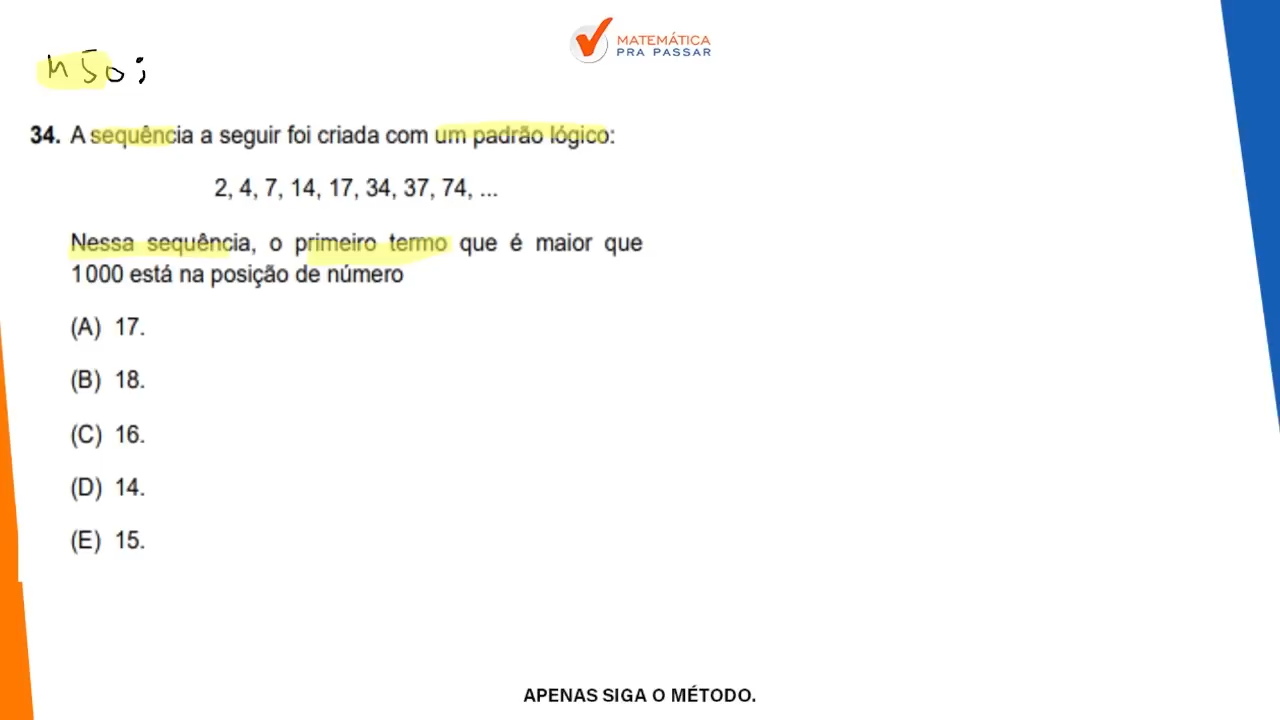 MATEMÁTICA
PRA PASSAR
M50;
34. A sequência a seguir foi criada com um padrão lógico:
2, 4, 7, 14, 17, 34, 37, 74, ...
Nessa sequência, o primeiro termo que é maior que
1000 está na posição de número
(A) 17.
(B) 18.
(C) 16.
(D) 14.
(E) 15.
APENAS SIGA O MÉTODO.